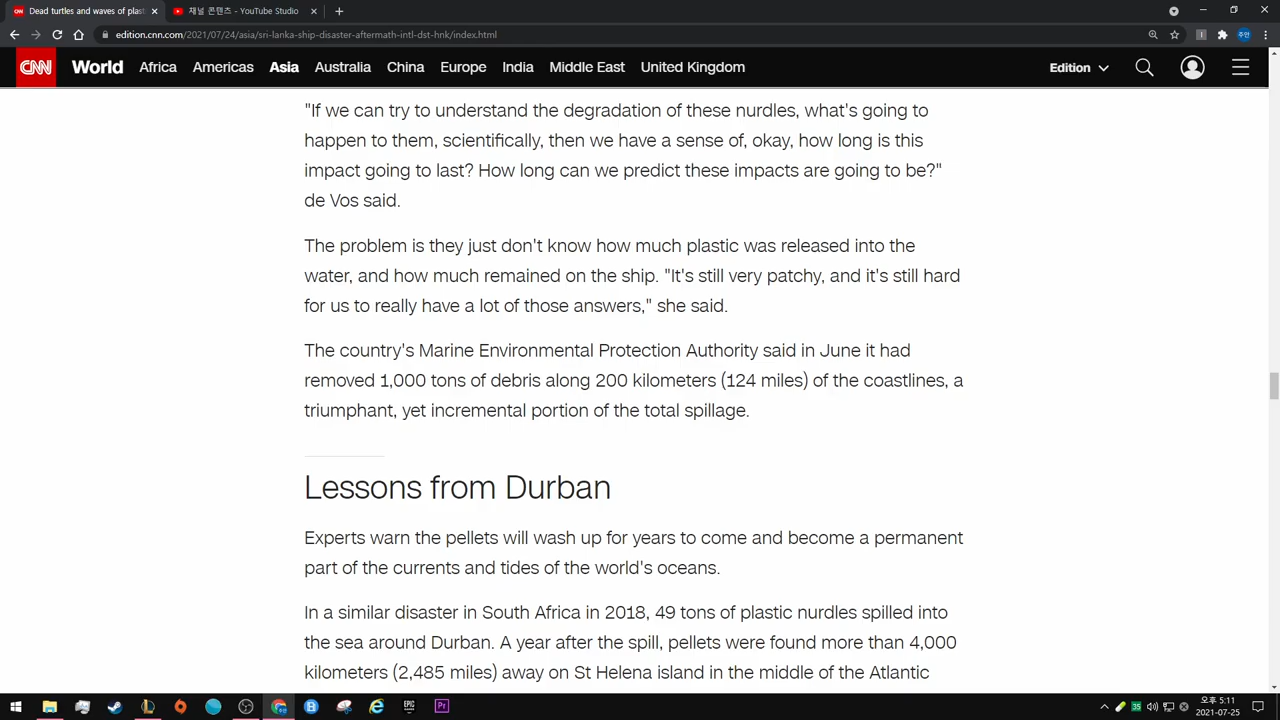 Dead turtles and waves of plast
채널 콘텐츠 - YouTube Studio
edition.cnn.com/2021/07/24/asia/sri-lanka-ship-disaster-aftermath-intl-dst-hnk/index.html
주안
CNN World Africa Americas Asia Australia China Europe India Middle East United Kingdom Edition
"If we can try to understand the degradation of these nurdles, what's going to
happen to them, scientifically, then we have a sense of, okay, how long is this
impact going to last? How long can we predict these impacts are going to be?"
de Vos said.
The problem is they just don't know how much plastic was released into the
water, and how much remained on the ship. "It's still very patchy, and it's still hard
for us to really have a lot of those answers," she said.
The country's Marine Environmental Protection Authority said in June it had
removed 1,000 tons of debris along 200 kilometers (124 miles) of the coastlines, a
triumphant, yet incremental portion of the total spillage.
Lessons from Durban
Experts warn the pellets will wash up for years to come and become a permanent
part of the currents and tides of the world's oceans.
In a similar disaster in South Africa in 2018, 49 tons of plastic nurdles spilled into
the sea around Durban. A year after the spill, pellets were found more than 4,000
kilometers (2,485 miles) away on St Helena island in the middle of the Atlantic
Pr
35
오후 5:11
2021-07-25